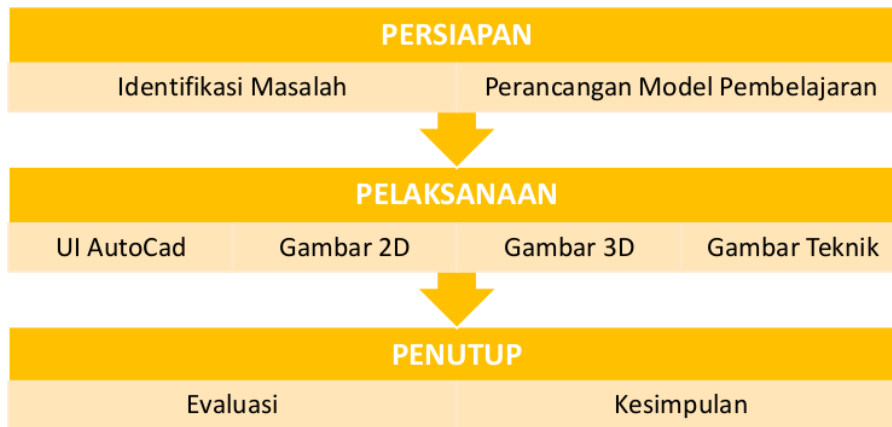 PERSIAPAN
Identifikasi Masalah
Perancangan Model Pembelajaran
PELAKSANAAN
UI AutoCad
Gambar 2D
Gambar 3D
Gambar Teknik
PENUTUP
Evaluasi
Kesimpulan